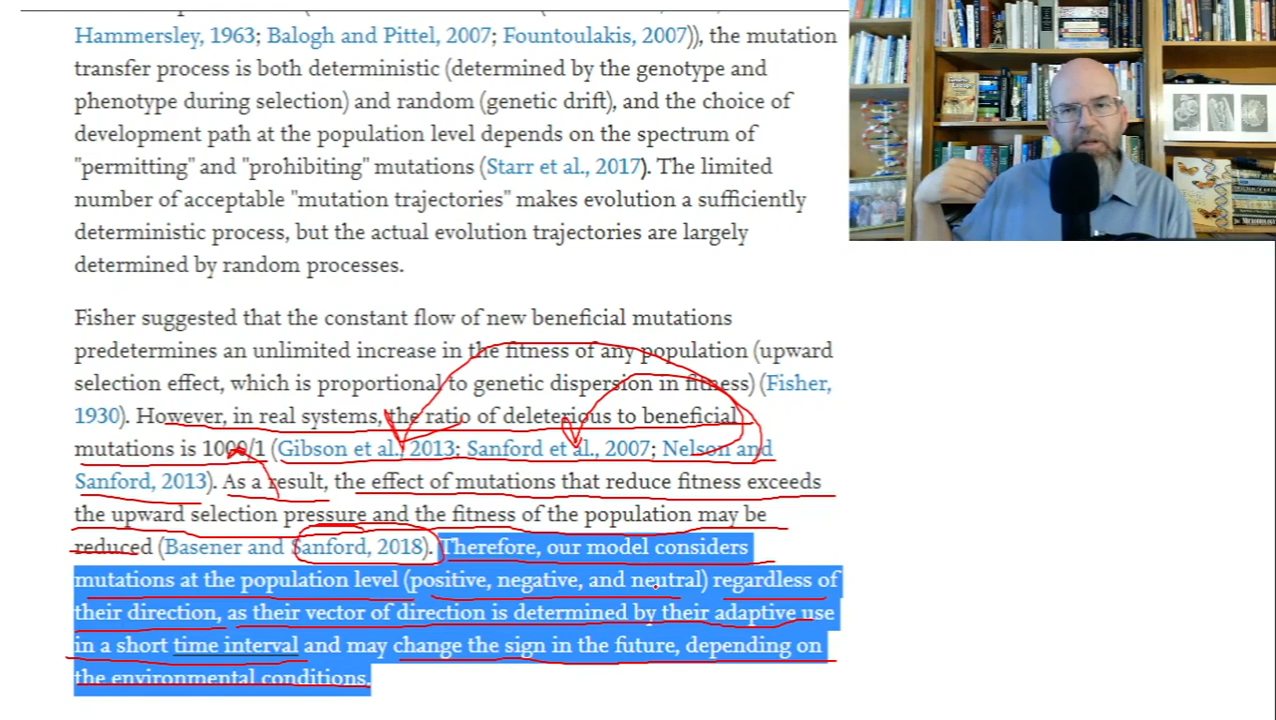 Hammersley, 1963; Balogh and Pittel, 2007; Fountoulakis, 2007)), the mutation
transfer process is both deterministic (determined by the genotype and
phenotype during selection) and random (genetic drift), and the choice of
development path at the population level depends on the spectrum of
"permitting" and "prohibiting" mutations (Starr et al., 2017). The limited
number of acceptable "mutation trajectories" makes evolution a sufficiently
deterministic process, but the actual evolution trajectories are largely
determined by random processes.
Fisher suggested that the constant flow of new beneficial mutations
predetermines an unlimited increase in the fitness of any population (upward
selection effect, which is proportional to genetic dispersion in fitness) (Fisher,
1930). However, in real systems, the ratio of deleterious to beneficial
mutations is 1000/1 (Gibson et al., 2013; Sanford et al., 2007; Nelson and
Sanford, 2013). As a result, the effect of mutations that reduce fitness exceeds
the upward selection pressure and the fitness of the population may be
reduced (Basener and Sanford, 2018). Therefore, our model considers
mutations at the population level (positive, negative, and neutral) regardless of
their direction, as their vector of direction is determined by their adaptive use
in a short time interval and may change the sign in the future, depending on
the environmental conditions.